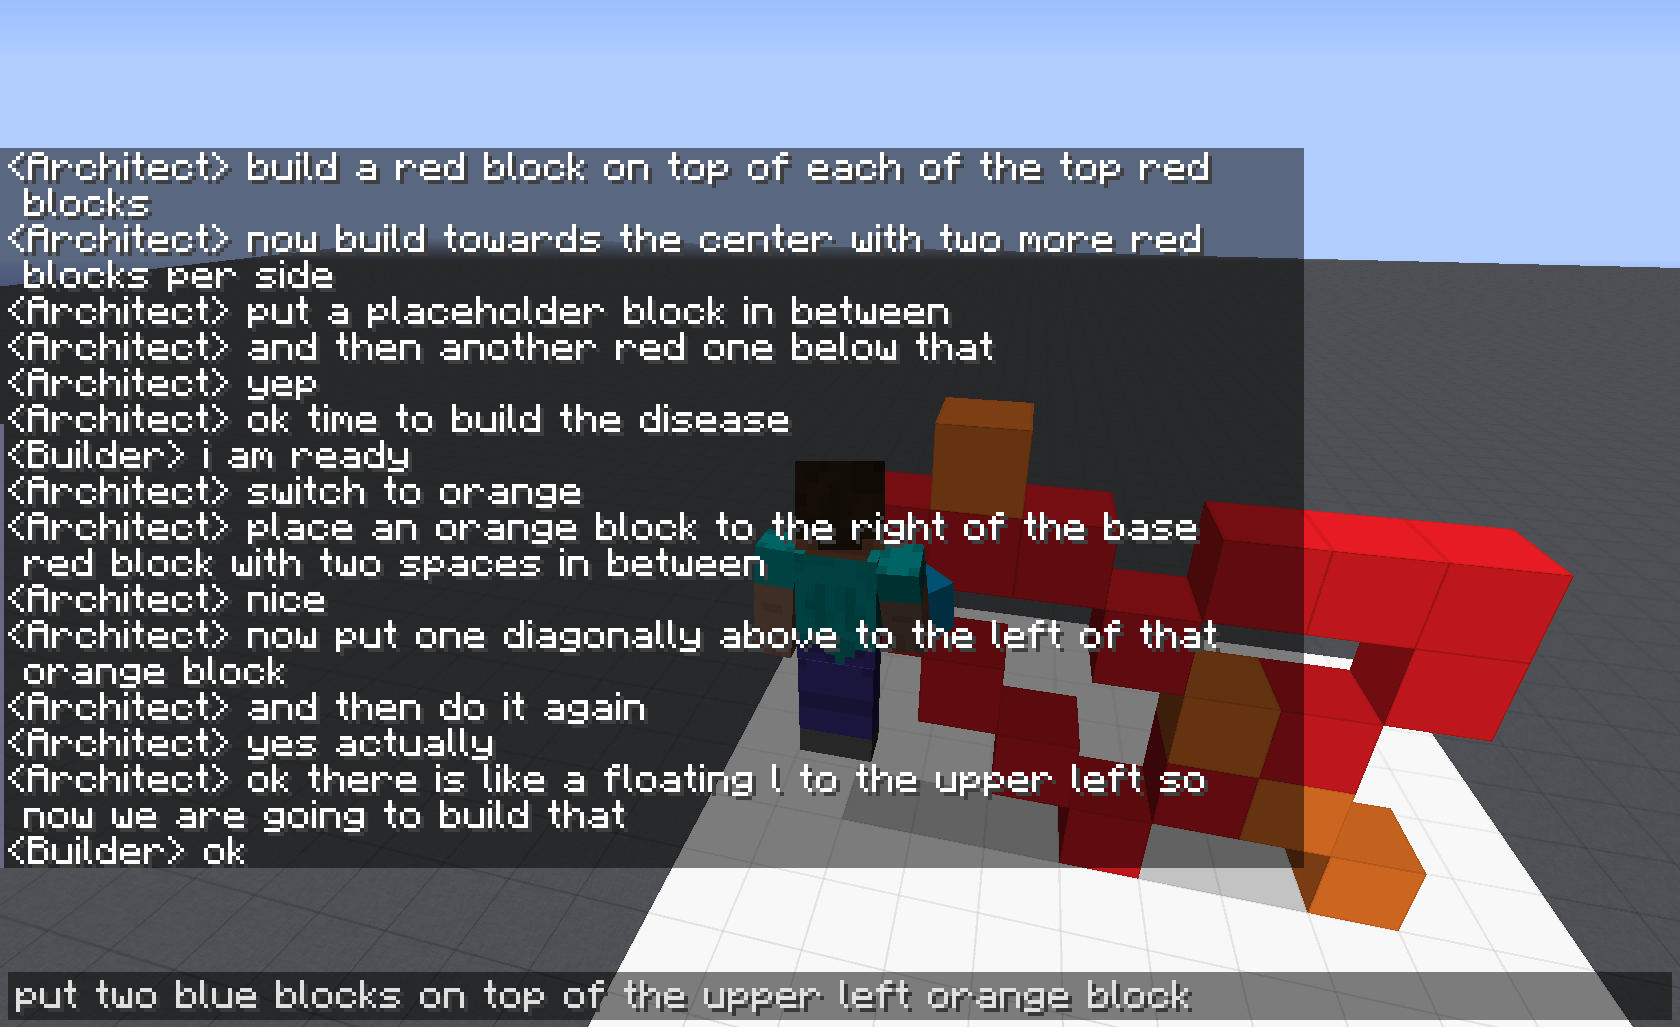 <Architect> build a red block on top of each of the top red
blocks
<Architect> now build towards the center with two more red
blocks per side
<Architect> put a placeholder block in between
<Architect> and then another red one below that
<Architect> yep
<Architect> ok time to build the disease
<Builder> i am ready
<Architect> switch to orange
<Architect> place an orange block to the right of the base
red block with two spaces in between
<Architect> nice
<Architect> now put one diagonally above to the left of that
orange block
<Architect> and then do it again
<Architect> yes actually
<Architect> ok there is like a floating l to the upper left so
now we are going to build that
<Builder> ok
put two blue blocks on top of the upper left orange block